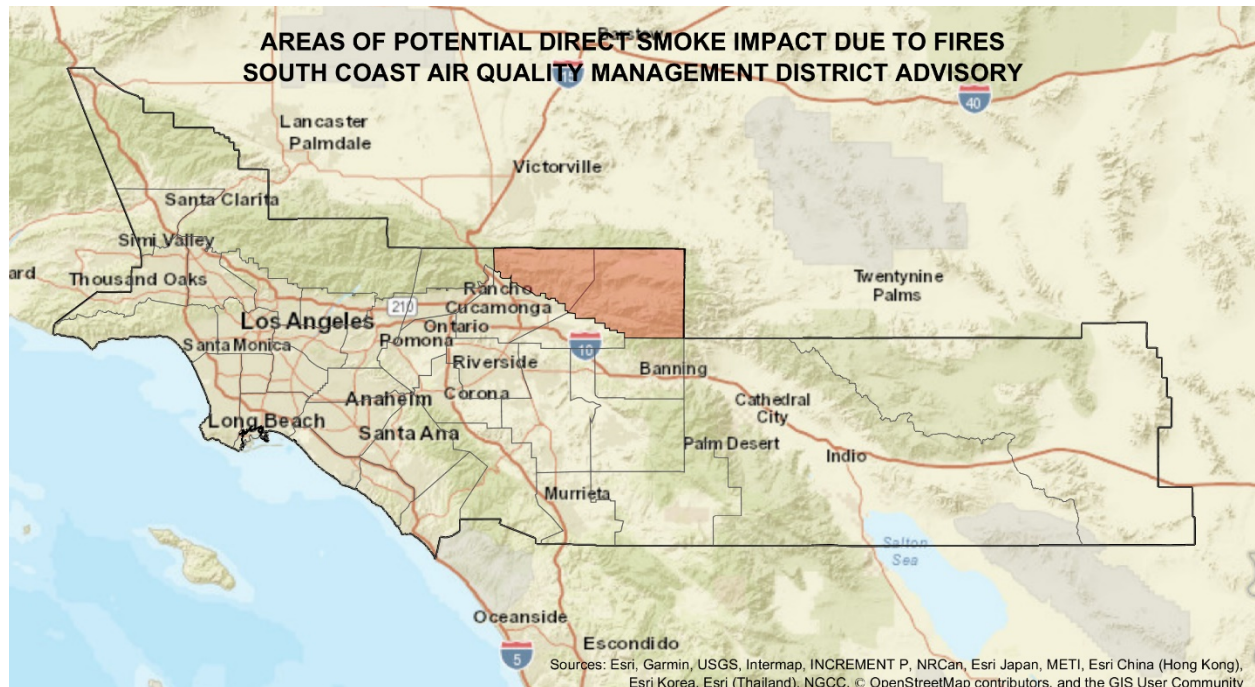 AREAS OF POTENTIAL DIRECT SMOKE IMPACT DUE TO FIRES
SOUTH COAST AIR QUALITY MANAGEMENT DISTRICT ADVISORY
Barstow
15
40
Lancaster
Palmdale
Victorville
Santa Clarita
Simi Valley
ard
Thousand Oaks
Twentynine
Palms
Rancho
Cucamonga
210
Los Angeles
Ontario
Pomona
Santa Monica
10
Riverside
Banning
Anaheim
Corona
Cathedral
City
Long Beach
Santa Ana
Palm Desert
Indio
Murrieta
Salton
Sea
Oceanside
Escondido
5
Sources: Esri, Garmin, USGS, Intermap, INCREMENT P, NRCan, Esri Japan, METI, Esri China (Hong Kong),
Esri Korea, Esri (Thailand), NGCC, © OpenStreetMap contributors, and the GIS User Community